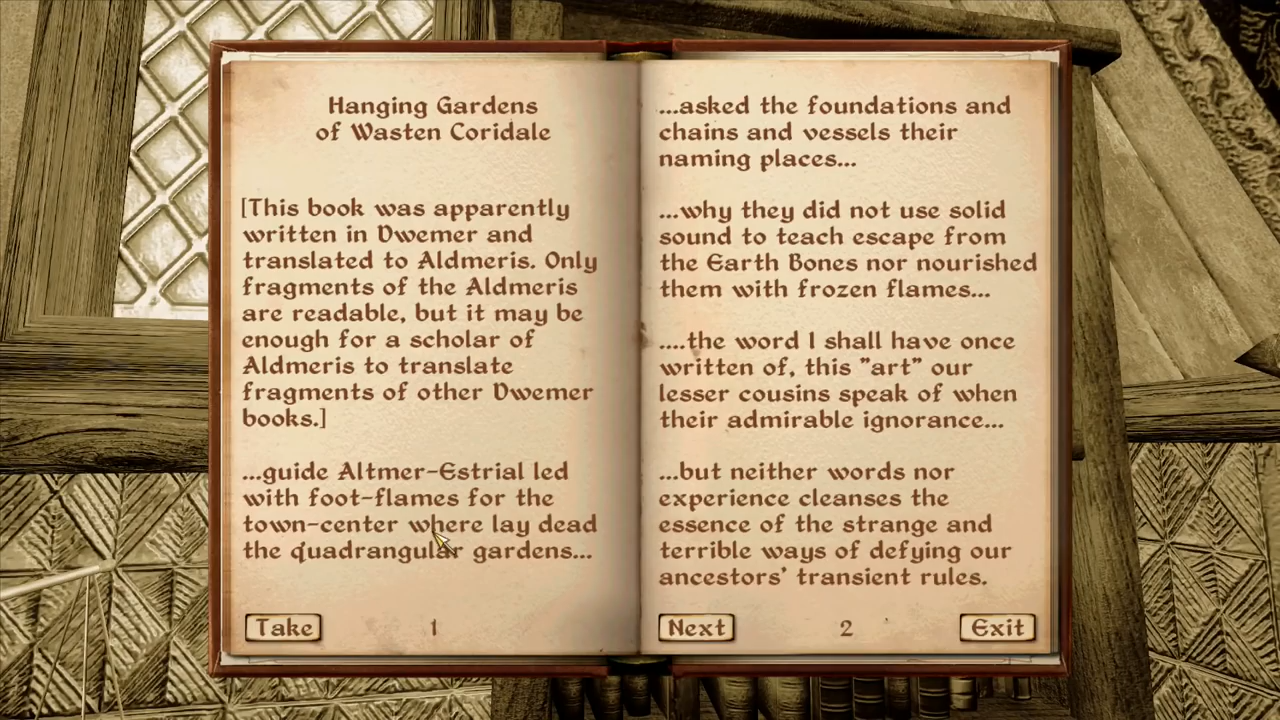 Hanging Gardens
of Wasten Coridale
[This book was apparently
written in Dwemer and
translated to Aldmeris. Only
fragments of the Aldmeris
are readable, but it may be
enough for a scholar of
Aldmeris to translate
fragments of other Dwemer
books.]
...guide Altmer-Estrial led
with foot-flames for the
town-center where lay dead
the quadrangular gardens...
Take
1
...asked the foundations and
chains and vessels their
naming places...
...why they did not use solid
sound to teach escape from
the Earth Bones nor nourished
them with frozen flames...
....the word I shall have once
written of, this "art" our
lesser cousins speak of when
their admirable ignorance...
...but neither words nor
experience cleanses the
essence of the strange and
terrible ways of defying our
ancestors' transient rules.
Next
2
Exit